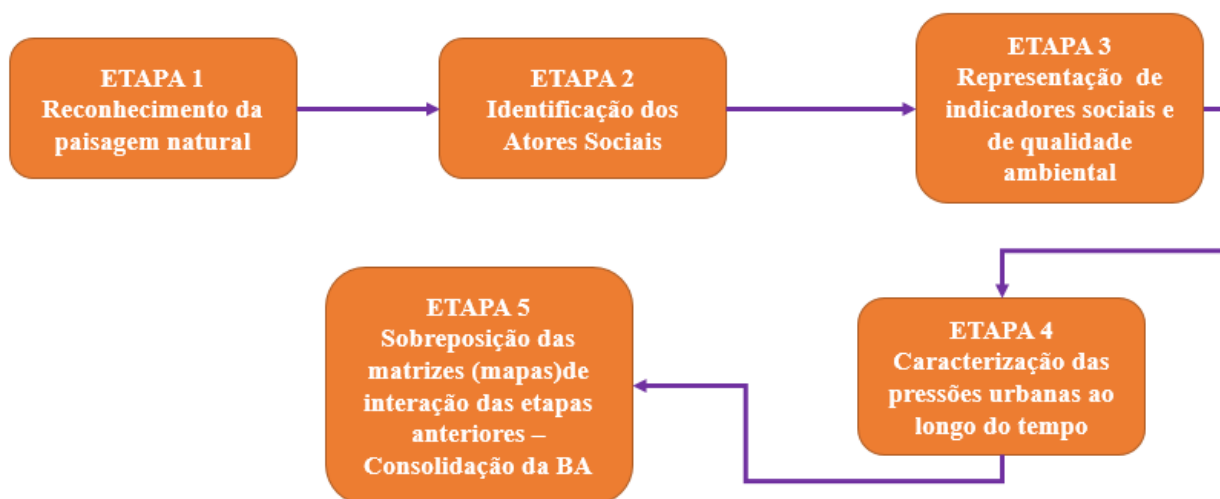 ETAPA 1
Reconhecimento da
paisagem natural
ETAPA 2
Identificação dos
Atores Sociais
ETAPA 3
Representação de
indicadores sociais e
de qualidade
ambiental
ETAPA 4
Caracterização das
pressões urbanas ao
longo do tempo
ETAPA 5
Sobreposição das
matrizes (mapas)de
interação das etapas
anteriores –
Consolidação da BA